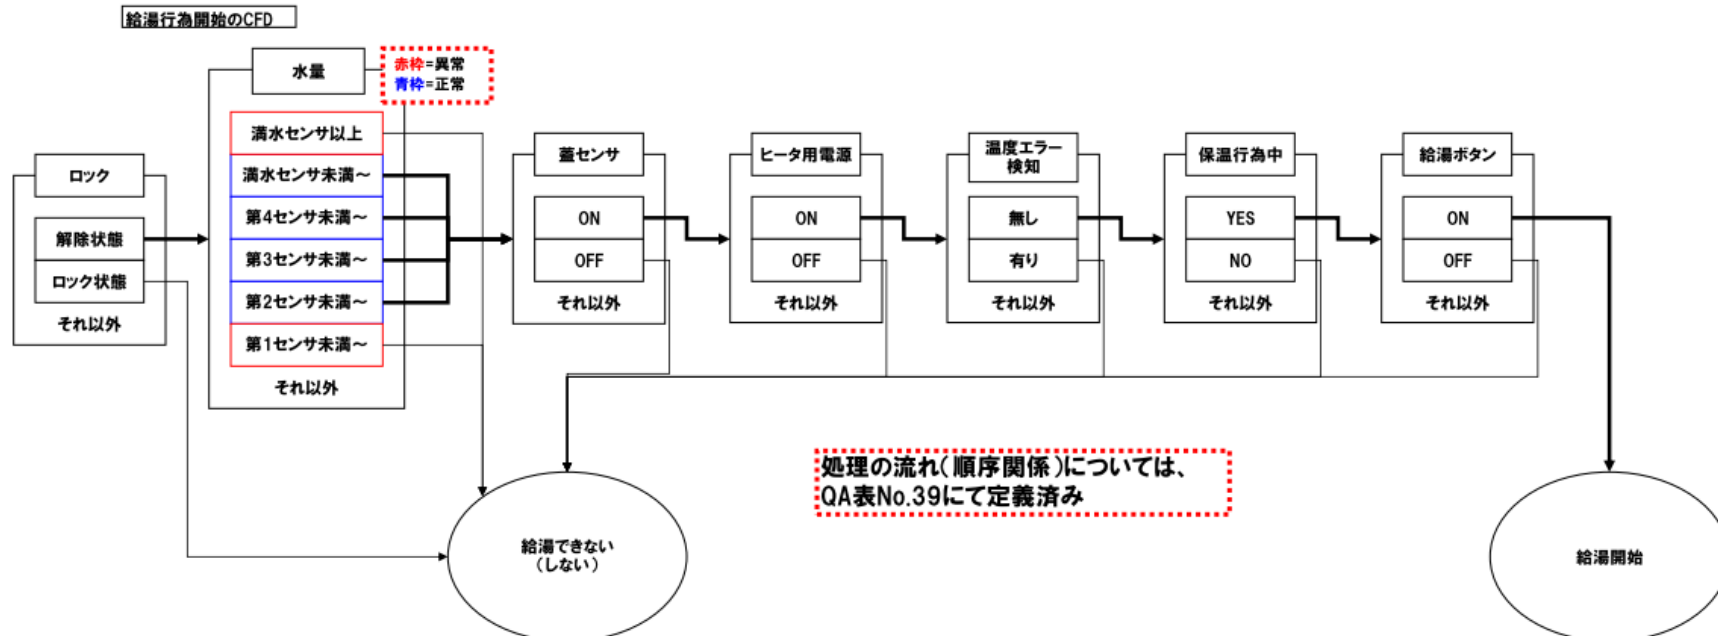 給湯行為開始のCFD
水量
赤枠=異常
青枠=正常
満水センサ以上
満水センサ未満～
第4センサ未満～
第3センサ未満～
第2センサ未満～
第1センサ未満～
それ以外
ロック
解除状態
ロック状態
それ以外
蓋センサ
ON
OFF
それ以外
ヒータ用電源
ON
OFF
それ以外
温度エラー
検知
無し
有り
それ以外
保温行為中
YES
NO
それ以外
給湯ボタン
ON
OFF
それ以外
処理の流れ(順序関係)については、
QA表No.39にて定義済み
給湯できない
(しない)
給湯開始